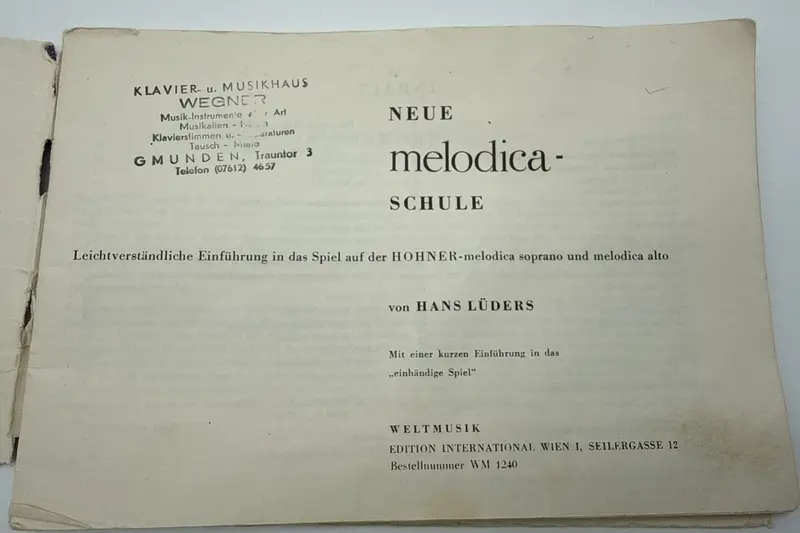 KLAVIER- u. MUSIKHAUS
WEGNER
Musik-Instrumente Art
Musikalien -
Klavierstimmen u. -
Tausch - Miete
GMUNDEN, Trauntor 3
Telefon (07612) 4657
NEUE
melodica-
SCHULE
Leichtverständliche Einführung in das Spiel auf der HOHNER-melodica soprano und melodica alto
von HANS LÜDERS
Mit einer kurzen Einführung in das
„einhändige Spiel“
WELTMUSIK
EDITION INTERNATIONAL WIEN I, SEILERGASSE 12
Bestellnummer WM 1240